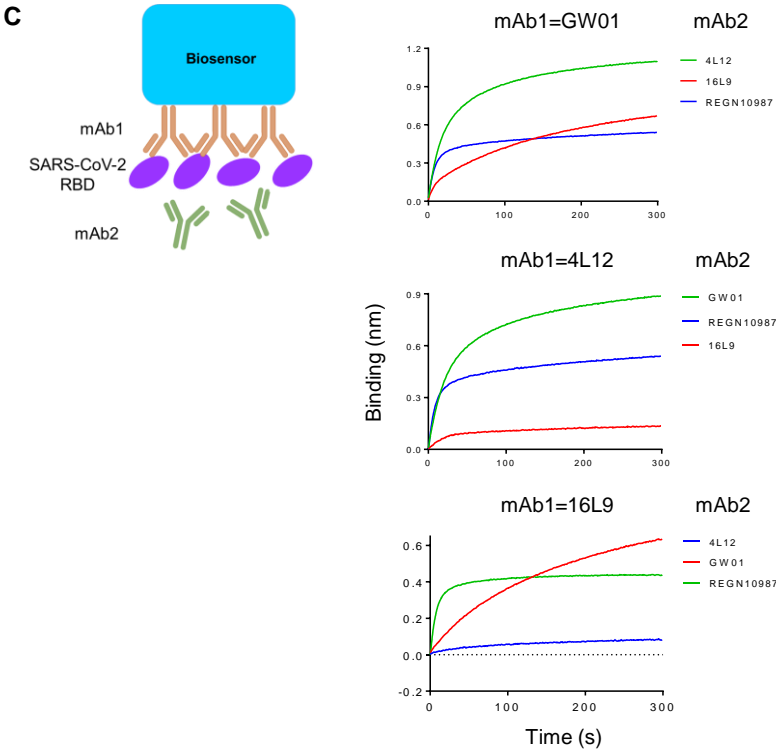 C
Biosensor
mAb1
SARS-CoV-2
RBD
mAb2
mAb1=GW01 mAb2
1.2
0.9
0.6
0.3
0.0
0 100 200 300
4L12
16L9
REGN10987
mAb1=4L12 mAb2
Binding (nm)
0.9
0.6
0.3
0.0
0 100 200 300
GW01
REGN10987
16L9
mAb1=16L9 mAb2
0.6
0.4
0.2
0.0
-0.2
0 100 200 300
4L12
GW01
REGN10987
Time (s)